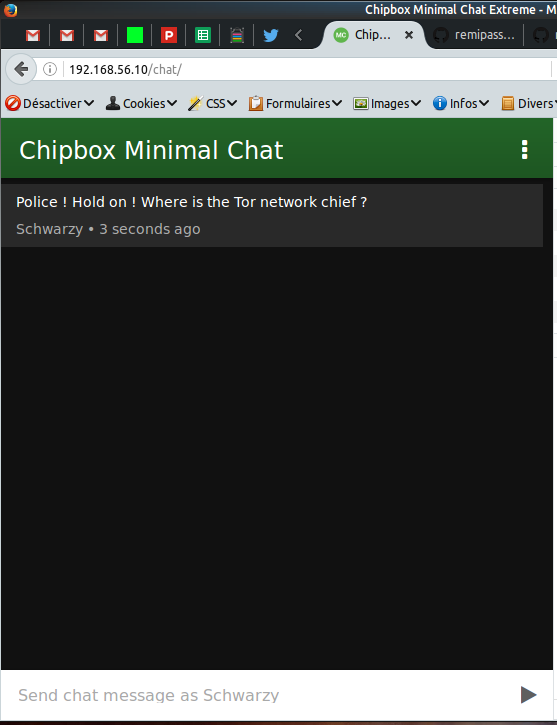 Chipbox Minimal Chat Extreme - M
MC Chip... remipass...
192.168.56.10/chat/
Désactiver Cookies CSS Formulaires Images Infos Divers
Chipbox Minimal Chat
Police ! Hold on ! Where is the Tor network chief ?
Schwarzy • 3 seconds ago
Send chat message as Schwarzy